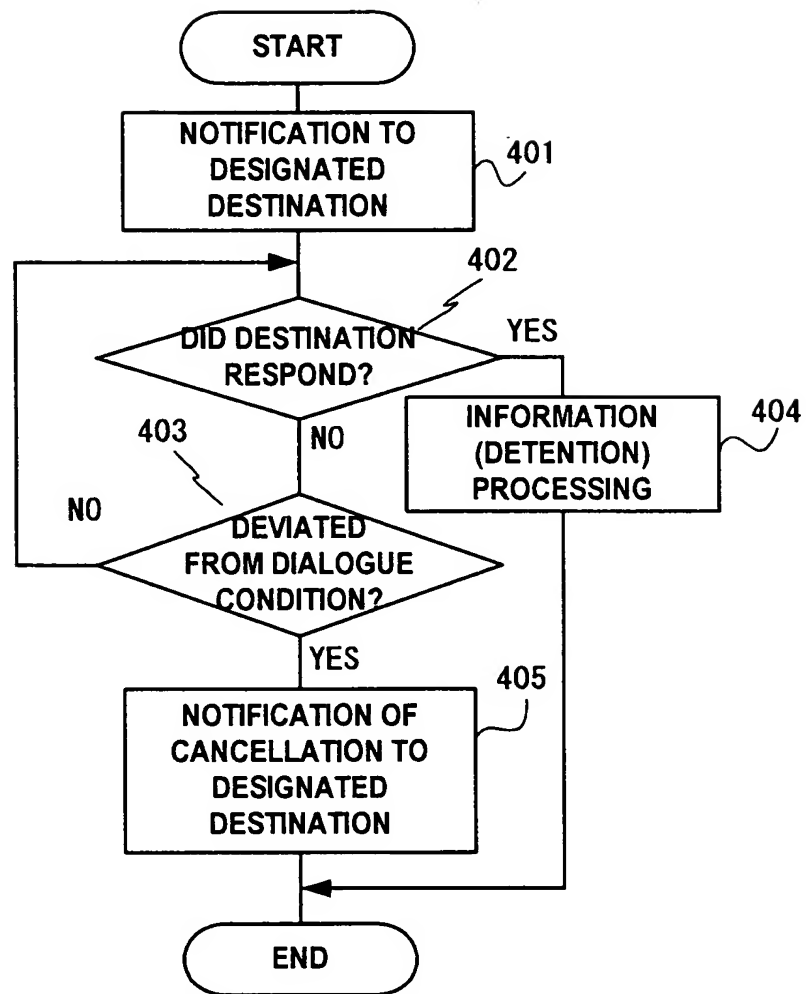 START
NOTIFICATION TO
DESIGNATED
DESTINATION
401
402
DID DESTINATION
RESPOND?
YES
INFORMATION
(DETENTION)
PROCESSING
404
NO
403
NO
DEVIATED
FROM DIALOGUE
CONDITION?
YES
405
NOTIFICATION OF
CANCELLATION TO
DESIGNATED
DESTINATION
END